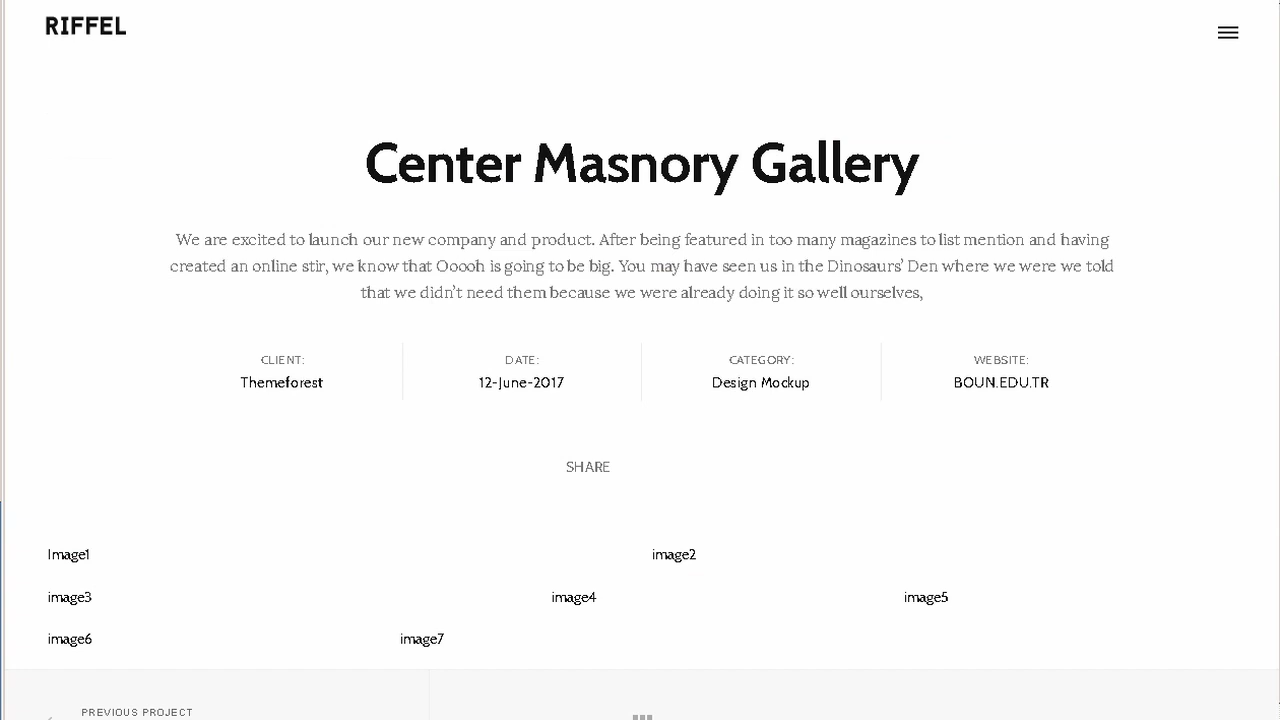 RIFFEL
Center Masnory Gallery
We are excited to launch our new company and product. After being featured in too many magazines to list mention and having
created an online stir, we know that Ooooh is going to be big. You may have seen us in the Dinosaurs’ Den where we were we told
that we didn’t need them because we were already doing it so well ourselves,
CLIENT: DATE: CATEGORY: WEBSITE:
Themeforest 12-June-2017 Design Mockup BOUN.EDU.TR
SHARE
Image1 image2
image3 image4 image5
image6 image7
PREVIOUS PROJECT